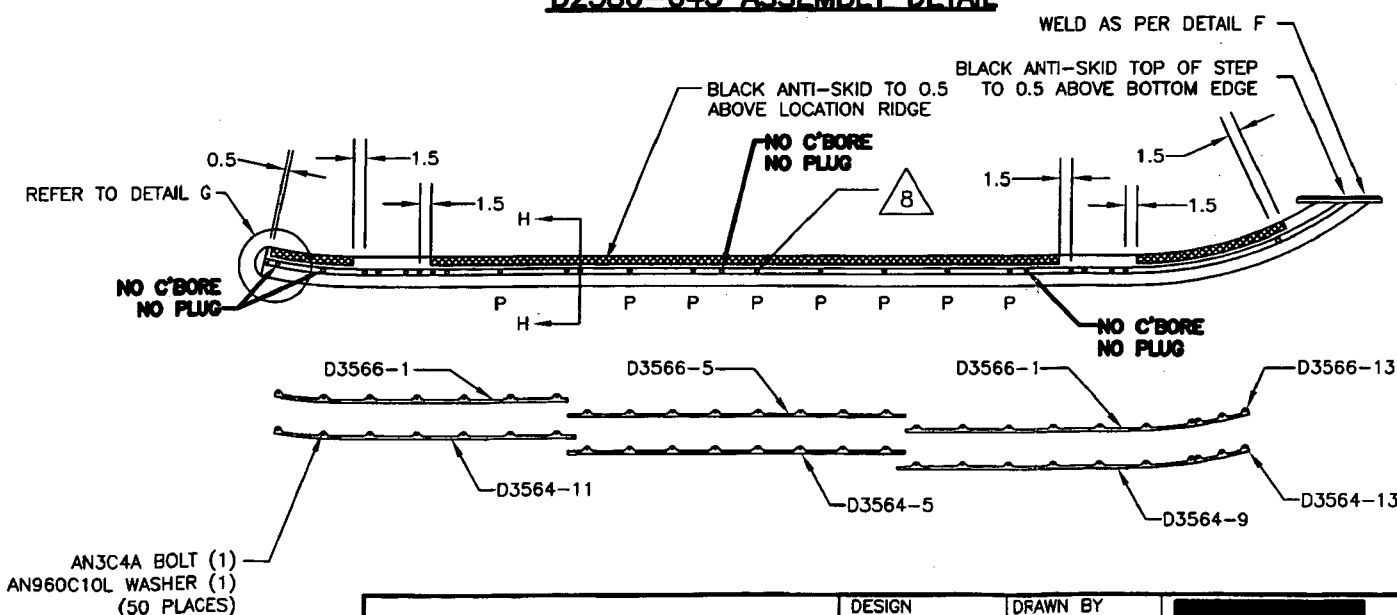 D2580-045 ASSEMBLY DETAIL
WELD AS PER DETAIL F
BLACK ANTI-SKID TO 0.5
ABOVE LOCATION RIDGE
BLACK ANTI-SKID TOP OF STEP
TO 0.5 ABOVE BOTTOM EDGE
NO C'BORE
NO PLUG
0.5
1.5
1.5
8
1.5
1.5
1.5
REFER TO DETAIL G
H
H
NO C'BORE
NO PLUG
P P P P P P P P
NO C'BORE
NO PLUG
D3566-1
D3566-5
D3566-1
D3566-13
D3564-11
D3564-5
D3564-9
D3564-13
AN3C4A BOLT (1)
AN960C10L WASHER (1)
(50 PLACES)
DESIGN
DRAWN BY